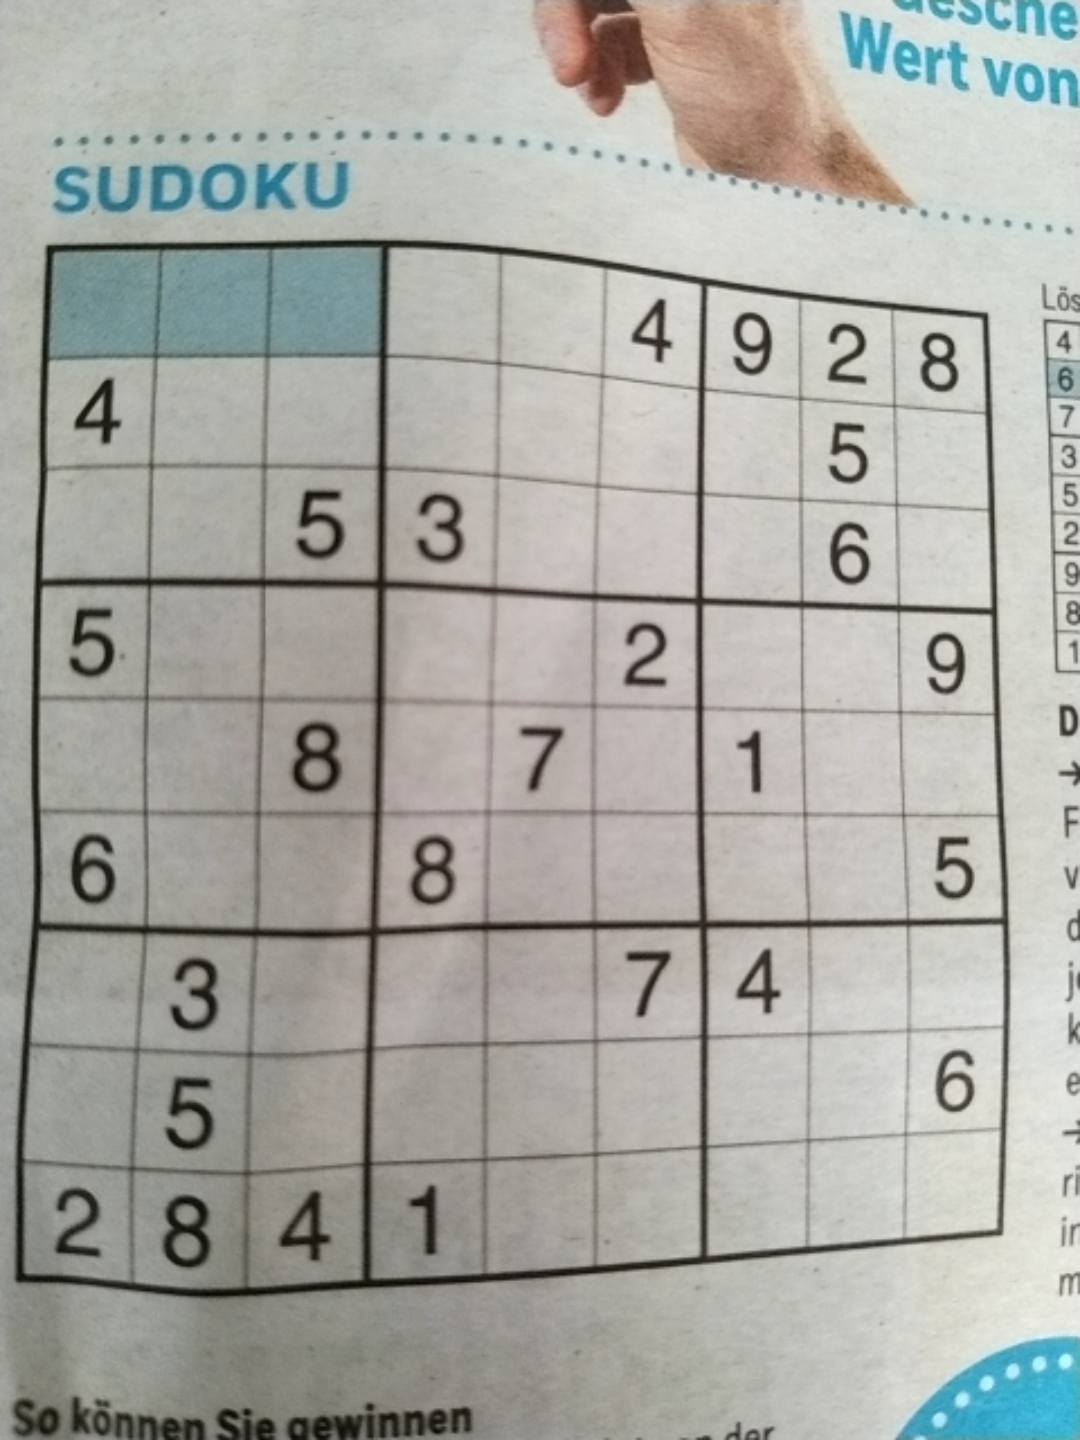 Wert von
SUDOKU
4 9 2 8
4 5
5 3 6
5 2 9
8 7 1
6 8 5
3 7 4
5 6
2 8 4 1
Lös
4
6
7
3
5
2
9
8
1
D
→
F
v
d
j
k
e
→
ri
in
m
So können Sie gewinnen
der